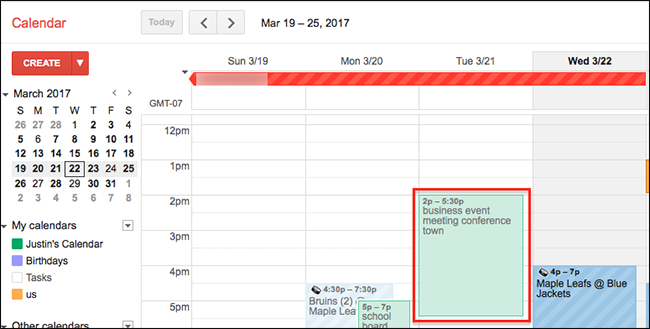 Calendar
Today
Mar 19 – 25, 2017
CREATE
Sun 3/19
Mon 3/20
Tue 3/21
Wed 3/22
GMT-07
March 2017
S M T W T F S
26 27 28 1 2 3 4
5 6 7 8 9 10 11
12 13 14 15 16 17 18
19 20 21 22 23 24 25
26 27 28 29 30 31 1
2 3 4 5 6 7 8
My calendars
Justin's Calendar
Birthdays
Tasks
us
Other calendars
12pm
1pm
2pm
3pm
4pm
5pm
4:30p – 7:30p
Bruins (2) @
Maple Lea
5p – 7p
school
board
2p – 5:30p
business event
meeting conference
town
4p – 7p
Maple Leafs @ Blue
Jackets